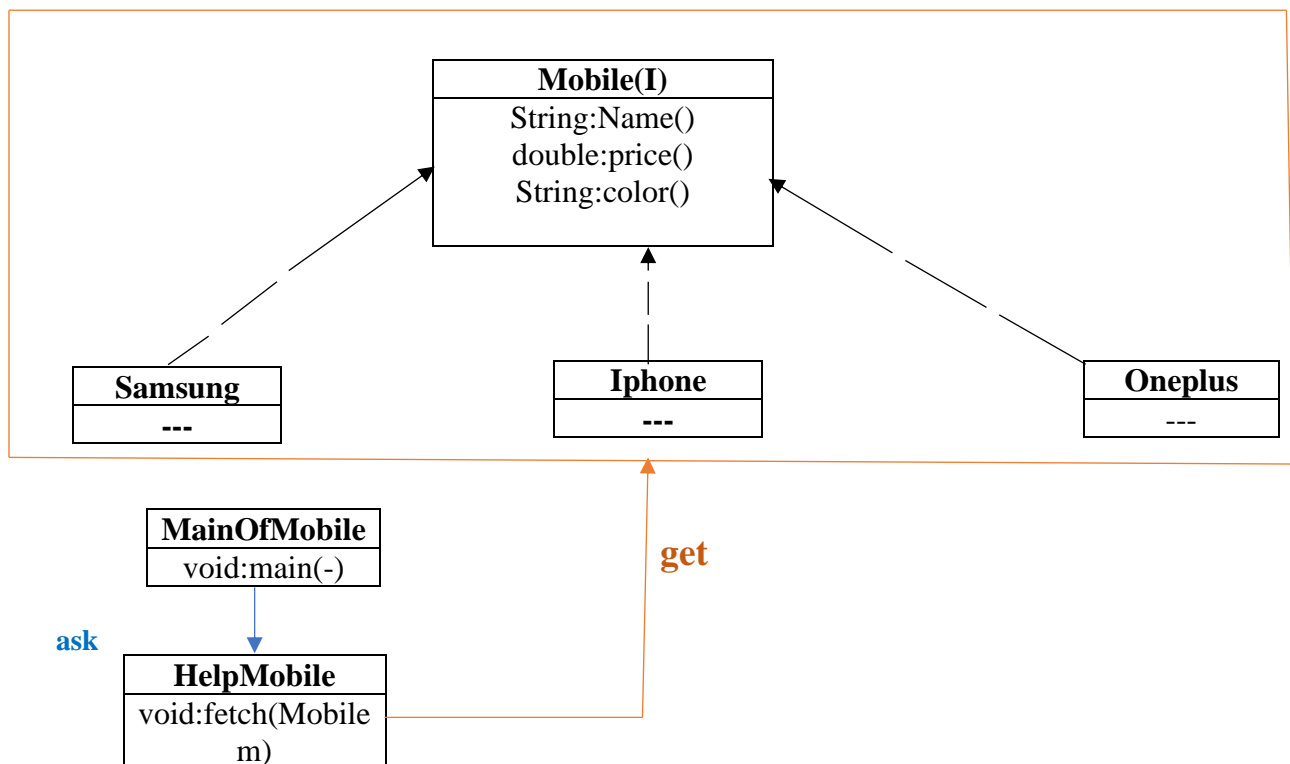 Mobile(I)
String:Name()
double:price()
String:color()
Samsung
---
Iphone
---
Oneplus
---
MainOfMobile
void:main(-)
get
ask
HelpMobile
void:fetch(Mobile
m)